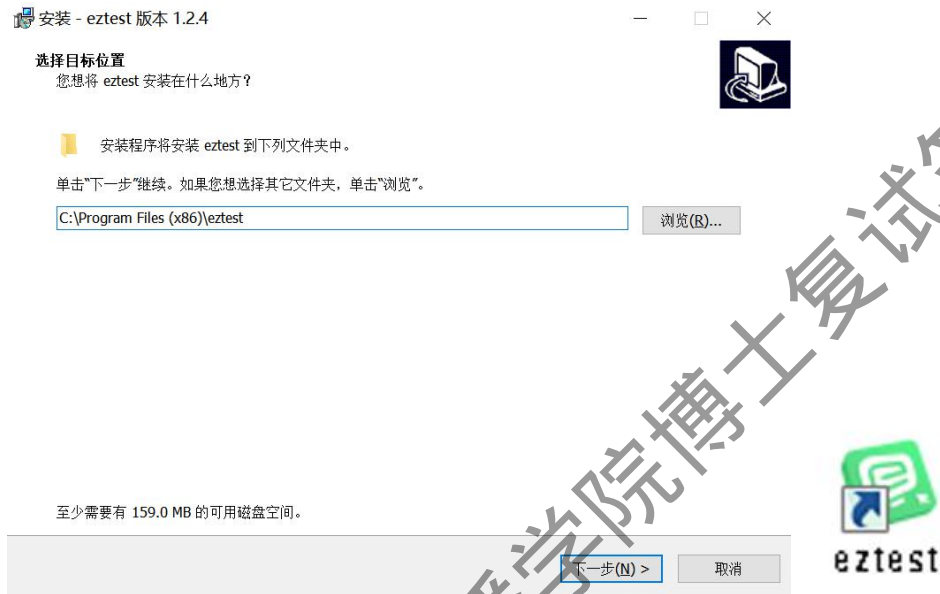 安装 - eztest 版本 1.2.4
选择目标位置
您想将 eztest 安装在什么地方？
安装程序将安装 eztest 到下列文件夹中。
单击“下一步”继续。如果您想选择其它文件夹，单击“浏览”。
C:\Program Files (x86)\eztest
浏览(R)...
至少需要有 159.0 MB 的可用磁盘空间。
下一步(N) >
取消
学院博士复试
eztest